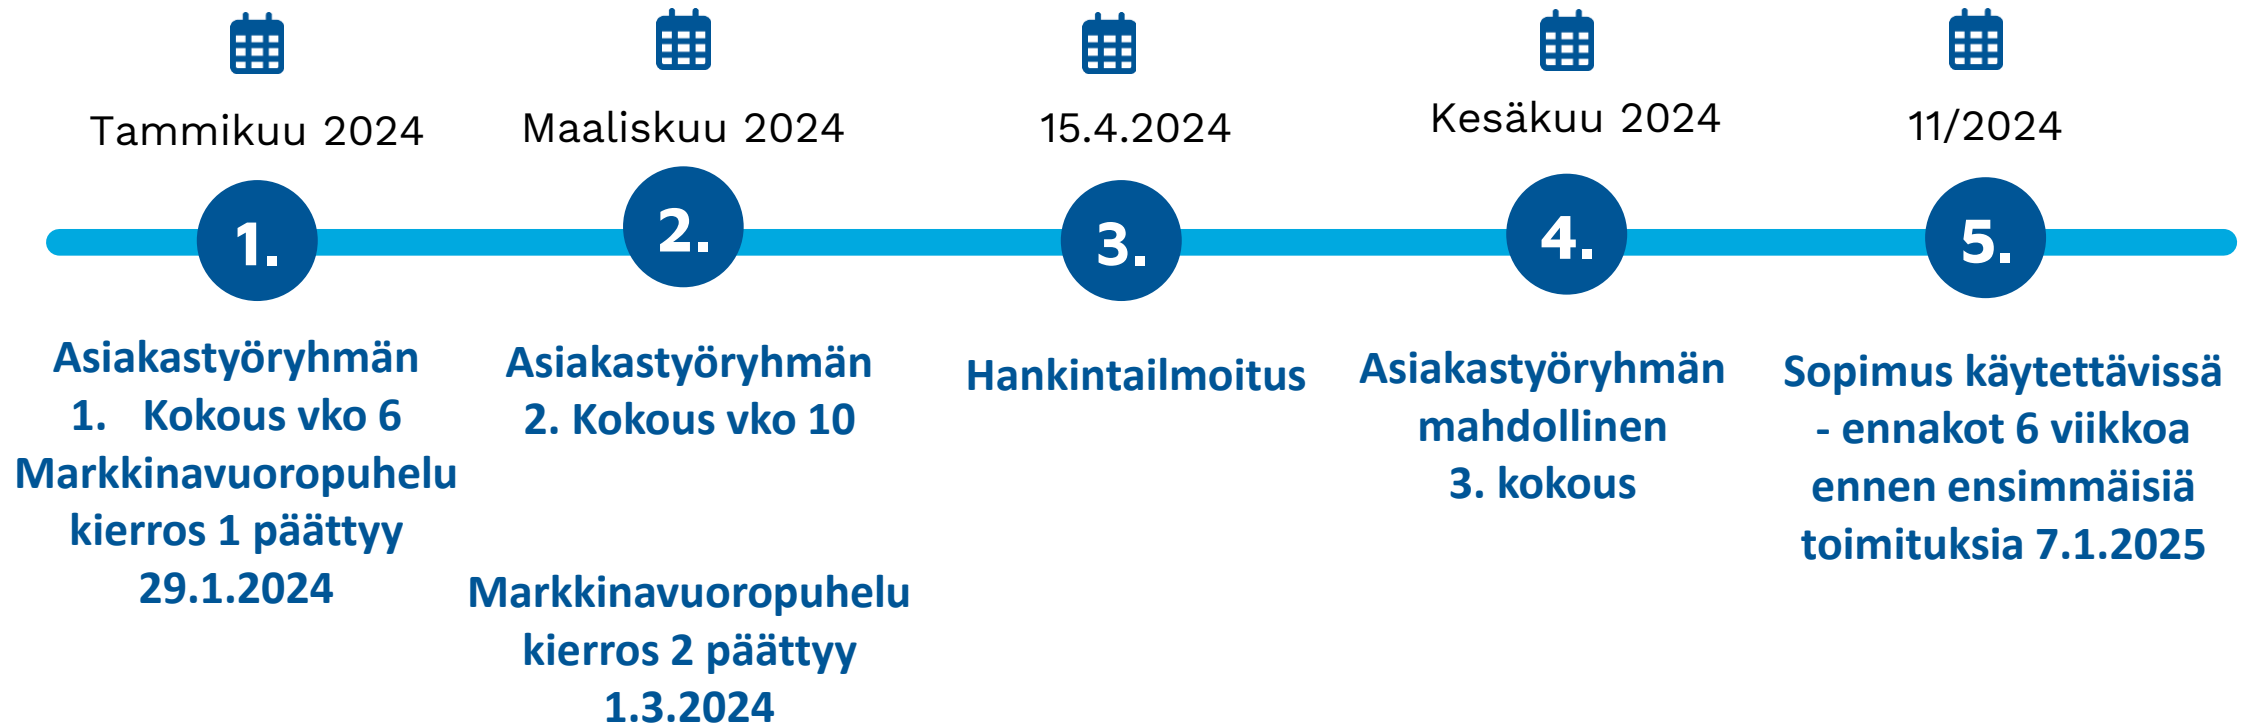 Tammikuu 2024
1.
Asiakastyöryhmän
1. Kokous vko 6
Markkinavuoropuhelu
kierros 1 päättyy
29.1.2024
Maaliskuu 2024
2.
Asiakastyöryhmän
2. Kokous vko 10
Markkinavuoropuhelu
kierros 2 päättyy
1.3.2024
15.4.2024
3.
Hankintailmoitus
Kesäkuu 2024
4.
Asiakastyöryhmän
mahdollinen
3. kokous
11/2024
5.
Sopimus käytettävissä
- ennakot 6 viikkoa
ennen ensimmäisiä
toimituksia 7.1.2025